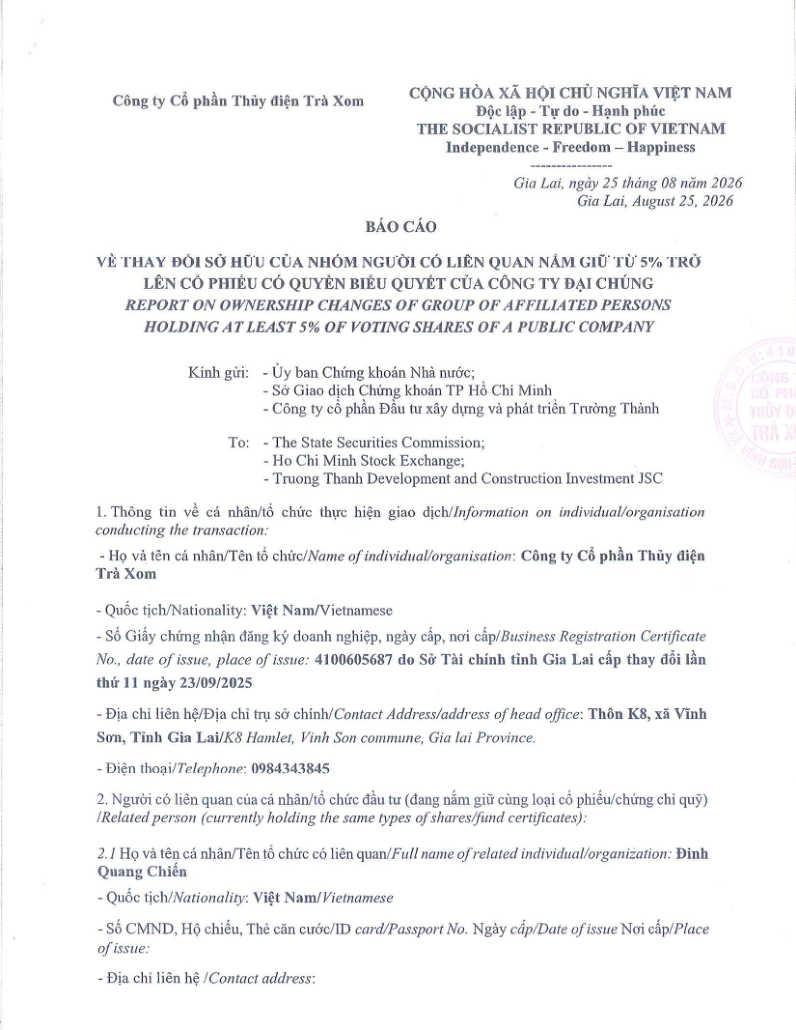 Công ty Cổ phần Thủy điện Trà Xom
CỘNG HÒA XÃ HỘI CHỦ NGHĨA VIỆT NAM
Độc lập - Tự do - Hạnh phúc
THE SOCIALIST REPUBLIC OF VIETNAM
Independence - Freedom – Happiness
----------------
Gia Lai, ngày 25 tháng 08 năm 2026
Gia Lai, August 25, 2026
BÁO CÁO
VỀ THAY ĐỔI SỞ HỮU CỦA NHÓM NGƯỜI CÓ LIÊN QUAN NẮM GIỮ TỪ 5% TRỞ
LÊN CỔ PHIẾU CÓ QUYỀN BIỂU QUYẾT CỦA CÔNG TY ĐẠI CHÚNG
REPORT ON OWNERSHIP CHANGES OF GROUP OF AFFILIATED PERSONS
HOLDING AT LEAST 5% OF VOTING SHARES OF A PUBLIC COMPANY
Kính gửi: - Ủy ban Chứng khoán Nhà nước;
- Sở Giao dịch Chứng khoán TP Hồ Chí Minh
- Công ty cổ phần Đầu tư xây dựng và phát triển Trường Thành
To: - The State Securities Commission;
- Ho Chi Minh Stock Exchange;
- Truong Thanh Development and Construction Investment JSC
1. Thông tin về cá nhân/tổ chức thực hiện giao dịch/Information on individual/organisation
conducting the transaction:
- Họ và tên cá nhân/Tên tổ chức/Name of individual/organisation: Công ty Cổ phần Thủy điện
Trà Xom
- Quốc tịch/Nationality: Việt Nam/Vietnamese
- Số Giấy chứng nhận đăng ký doanh nghiệp, ngày cấp, nơi cấp/Business Registration Certificate
No., date of issue, place of issue: 4100605687 do Sở Tài chính tỉnh Gia Lai cấp thay đổi lần
thứ 11 ngày 23/09/2025
- Địa chỉ liên hệ/Địa chỉ trụ sở chính/Contact Address/address of head office: Thôn K8, xã Vĩnh
Sơn, Tỉnh Gia Lai/K8 Hamlet, Vinh Son commune, Gia lai Province.
- Điện thoại/Telephone: 0984343845
2. Người có liên quan của cá nhân/tổ chức đầu tư (đang nắm giữ cùng loại cổ phiếu/chứng chỉ quỹ)
/Related person (currently holding the same types of shares/fund certificates):
2.1 Họ và tên cá nhân/Tên tổ chức có liên quan/Full name of related individual/organization: Đinh
Quang Chiến
- Quốc tịch/Nationality: Việt Nam/Vietnamese
- Số CMND, Hộ chiếu, Thẻ căn cước/ID card/Passport No. Ngày cấp/Date of issue Nơi cấp/Place
of issue:
- Địa chỉ liên hệ /Contact address: